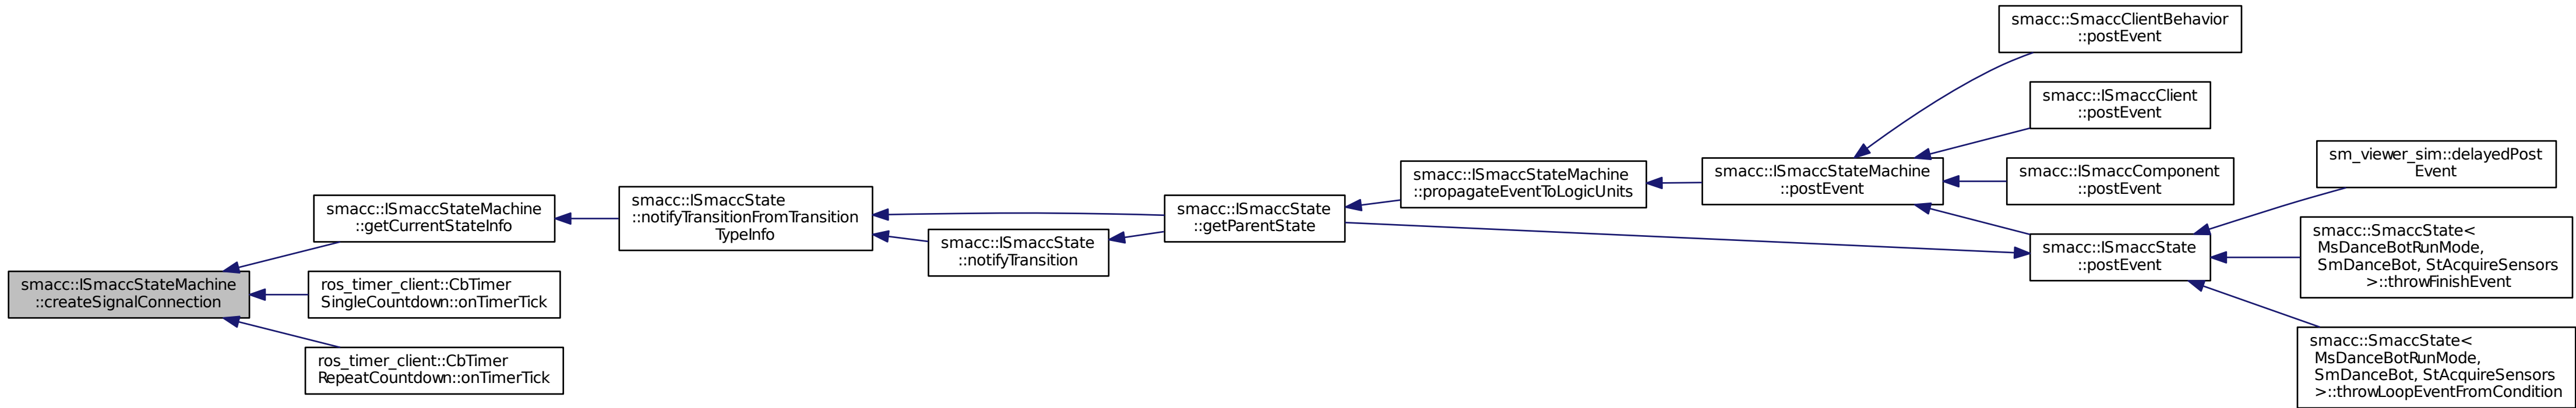 smacc::ISmaccStateMachine
::createSignalConnection
smacc::ISmaccStateMachine
::getCurrentStateInfo
ros_timer_client::CbTimer
SingleCountdown::onTimerTick
ros_timer_client::CbTimer
RepeatCountdown::onTimerTick
smacc::ISmaccState
::notifyTransitionFromTransition
TypeInfo
smacc::ISmaccState
::notifyTransition
smacc::ISmaccState
::getParentState
smacc::ISmaccStateMachine
::propagateEventToLogicUnits
smacc::ISmaccStateMachine
::postEvent
smacc::SmaccClientBehavior
::postEvent
smacc::ISmaccClient
::postEvent
smacc::ISmaccComponent
::postEvent
smacc::ISmaccState
::postEvent
sm_viewer_sim::delayedPost
Event
smacc::SmaccState<
MsDanceBotRunMode,
SmDanceBot, StAcquireSensors
>::throwFinishEvent
smacc::SmaccState<
MsDanceBotRunMode,
SmDanceBot, StAcquireSensors
>::throwLoopEventFromCondition